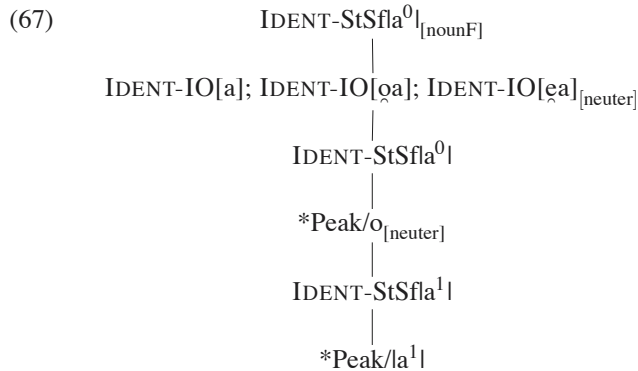 (67) IDENT-StSf|a⁰|[nounF]
IDENT-IO[a]; IDENT-IO[o̯a]; IDENT-IO[e̯a][neuter]
IDENT-StSf|a⁰|
*Peak/o[neuter]
IDENT-StSf|a¹|
*Peak/|a¹|